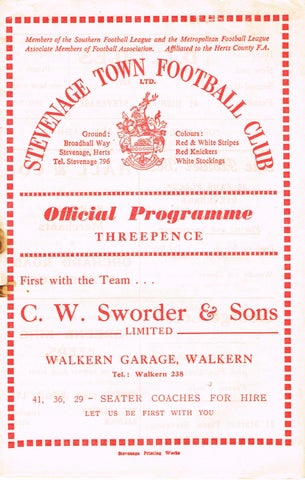 Members of the Southern Football League and the Metropolitan Football League
Associate Members of Football Association. Affiliated to the Herts County F.A.
STEVENAGE TOWN FOOTBALL CLUB
LTD.
Ground:
Broadhall Way
Stevenage, Herts
Tel. Stevenage 796
Colours:
Red & White Stripes
Red Knickers
White Stockings
Official Programme
THREEPENCE
First with the Team . . .
C. W. Sworder & Sons
LIMITED
WALKERN GARAGE, WALKERN
Tel.: Walkern 238
41, 36, 29 - SEATER COACHES FOR HIRE
LET US BE FIRST WITH YOU
Stevenage Printing Works